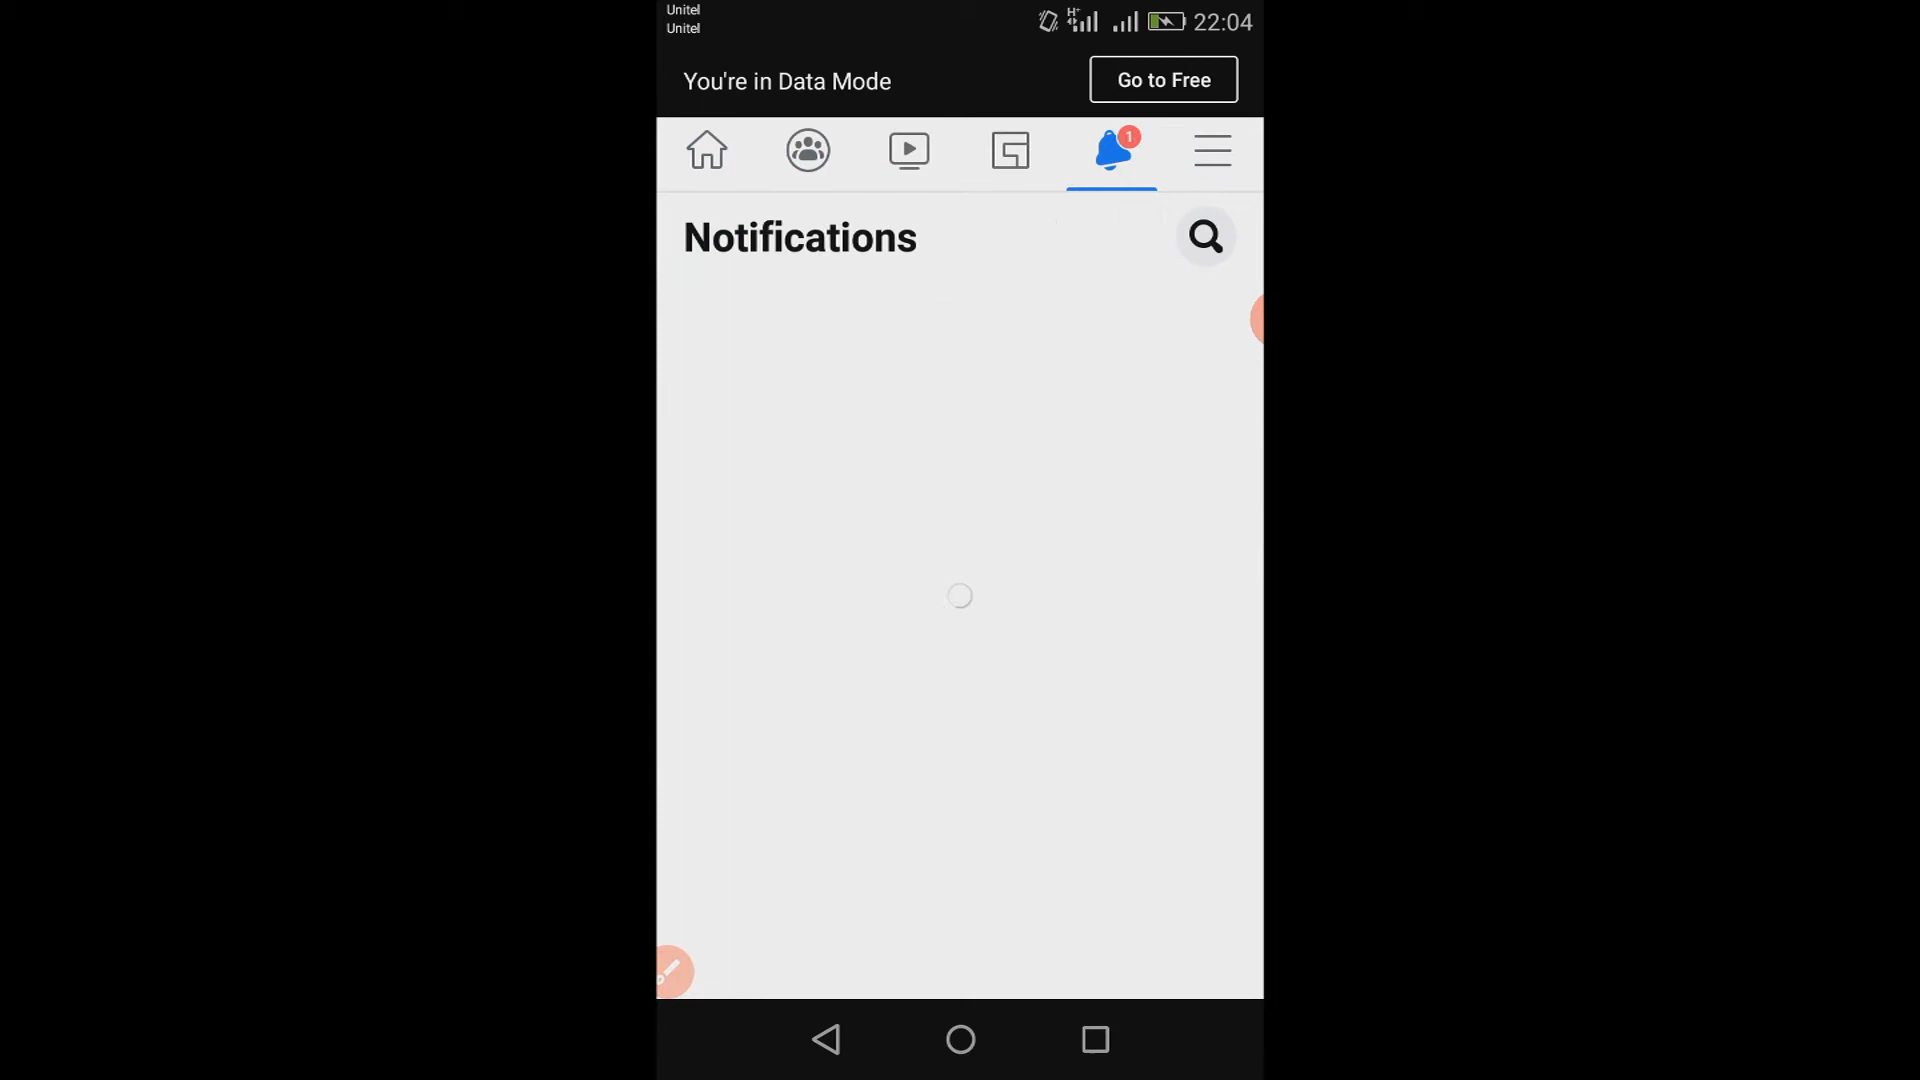 Unitel
Unitel
H+
22:04
You're in Data Mode
Go to Free
1
Notifications